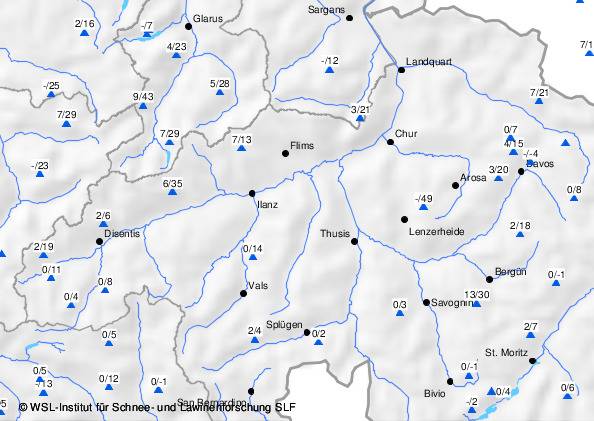 Sargans
2/16
-/7
Glarus
4/23
-/12
Landquart
7/1
-/25
5/28
9/43
7/21
7/29
3/21
7/29
7/13
Flims
Chur
0/7
4/15
-/-4
Davos
-/23
6/35
3/20
Arosa
0/8
Ilanz
-/49
2/6
Disentis
Thusis
Lenzerheide
2/18
2/19
0/14
0/11
Bergün
0/-1
0/8
Vals
0/4
0/3
Savognin
13/30
Splügen
2/4
0/2
2/7
0/5
St. Moritz
0/5
-/13
0/12
0/-1
0/-1
Bivio
0/4
0/6
San Bernardino
-/2
© WSL-Institut für Schnee- und Lawinenforschung SLF